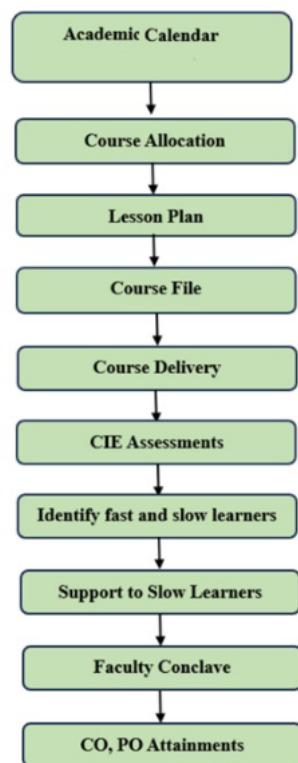 Academic Calendar
Course Allocation
Lesson Plan
Course File
Course Delivery
CIE Assessments
Identify fast and slow learners
Support to Slow Learners
Faculty Conclave
CO, PO Attainments